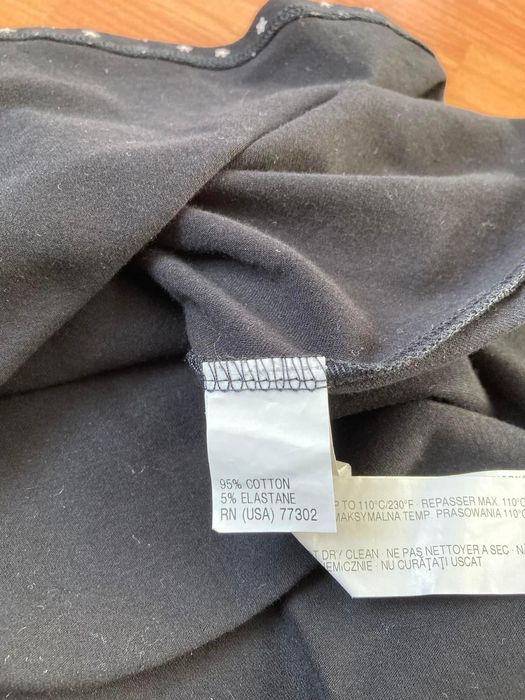 95% COTTON
5% ELASTANE
RN (USA) 77302
TO 110°C/230°F · REPASSER MAX. 110°C
MAKSYMALNA TEMP. PRASOWANIA 110°
DRY CLEAN · NE PAS NETTOYER A SEC ·
· NU CURĂȚAȚI USCAT